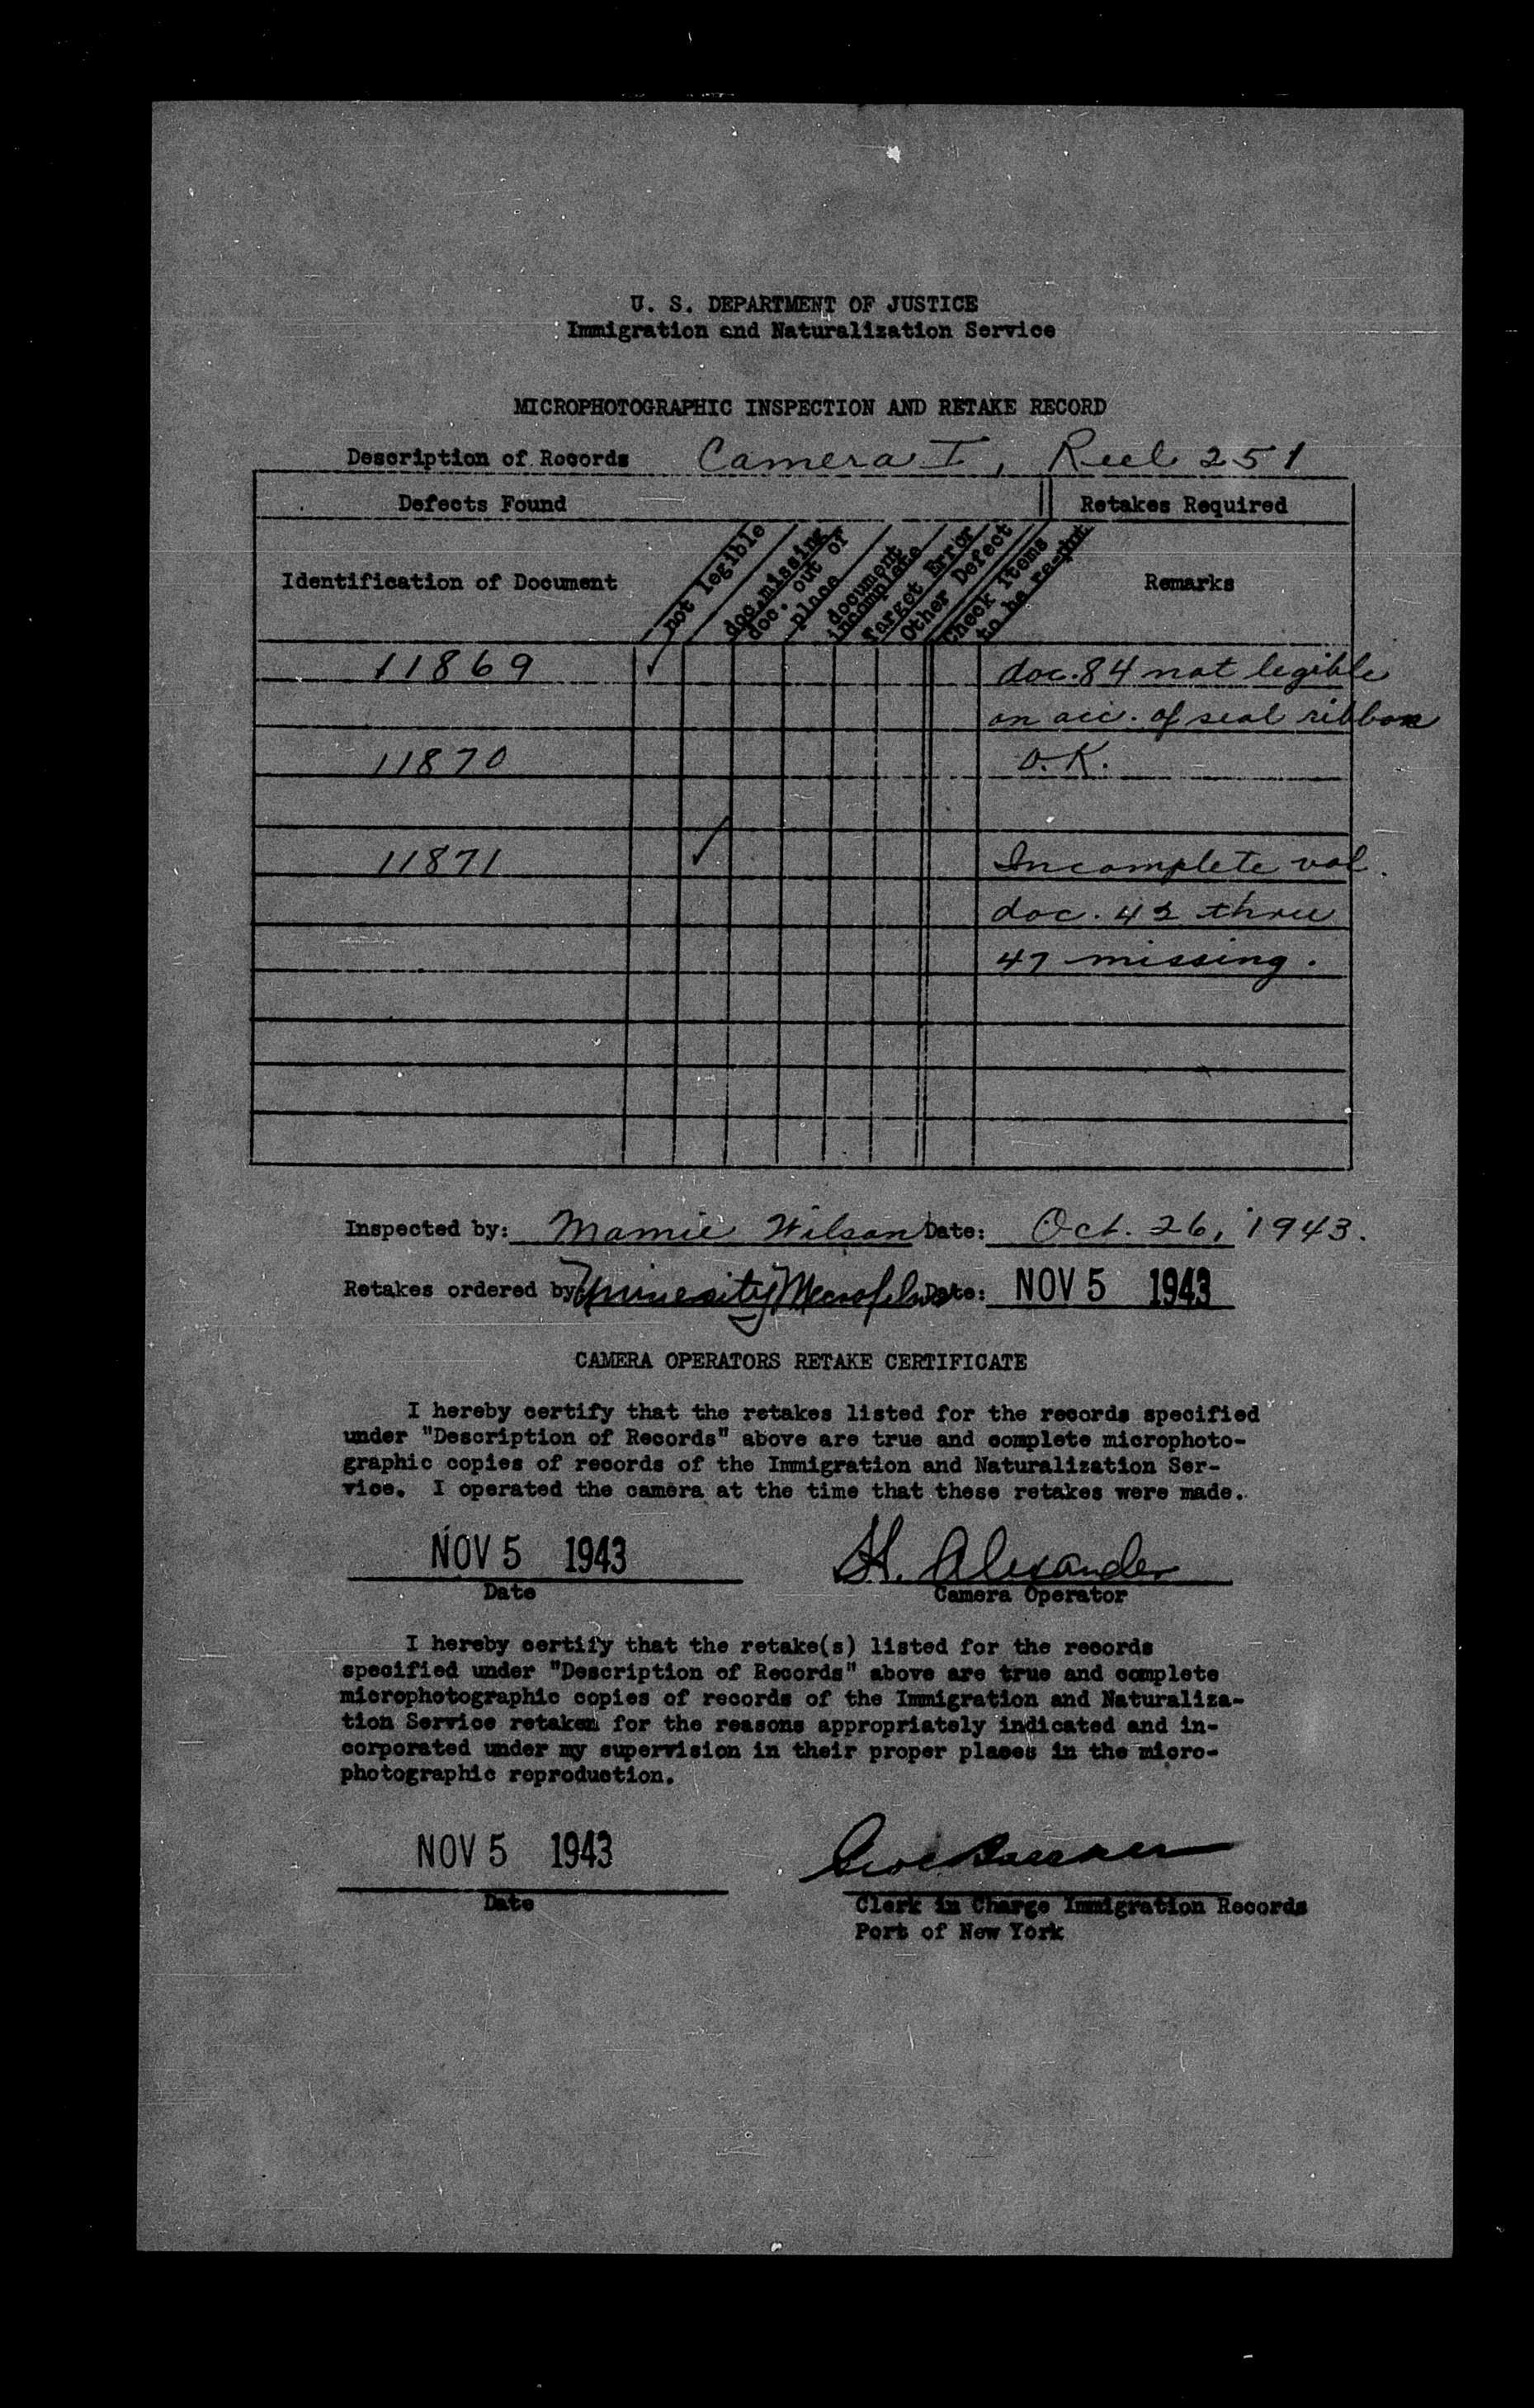 U. S. DEPARTMENT OF JUSTICE
Immigration and Naturalization Service
MICROPHOTOGRAPHIC INSPECTION AND RETAKE RECORD
Description of Records Camera I, Reel 251
Defects Found Retakes Required
Identification of Document
not legible
doc. missing
doc. out of
place
document
incomplete
Target Error
Other Defect
Check items
to be re-phot
Remarks
11869 ✓ doc. 84 not legible
on acc. of seal ribbon
11870 O.K.
11871 ✓ Incomplete vol.
doc. 42 thru
47 missing.
Inspected by: Mamie Wilson Date: Oct. 26, 1943.
Retakes ordered by University Microfilms Date: NOV 5 1943
CAMERA OPERATORS RETAKE CERTIFICATE
I hereby certify that the retakes listed for the records specified
under "Description of Records" above are true and complete microphoto-
graphic copies of records of the Immigration and Naturalization Ser-
vice. I operated the camera at the time that these retakes were made.
NOV 5 1943 H. Alexander
Date Camera Operator
I hereby certify that the retake(s) listed for the records
specified under "Description of Records" above are true and complete
microphotographic copies of records of the Immigration and Naturaliza-
tion Service retaken for the reasons appropriately indicated and in-
corporated under my supervision in their proper places in the micro-
photographic reproduction.
NOV 5 1943
Date Clerk in Charge Immigration Records
Port of New York